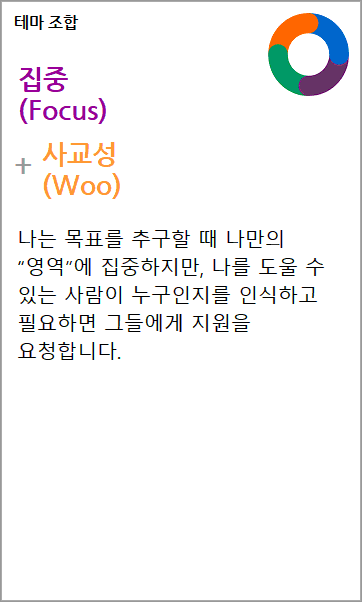 테마 조합
집중
(Focus)
+ 사교성
(Woo)
나는 목표를 추구할 때 나만의
“영역”에 집중하지만, 나를 도울 수
있는 사람이 누구인지를 인식하고
필요하면 그들에게 지원을
요청합니다.